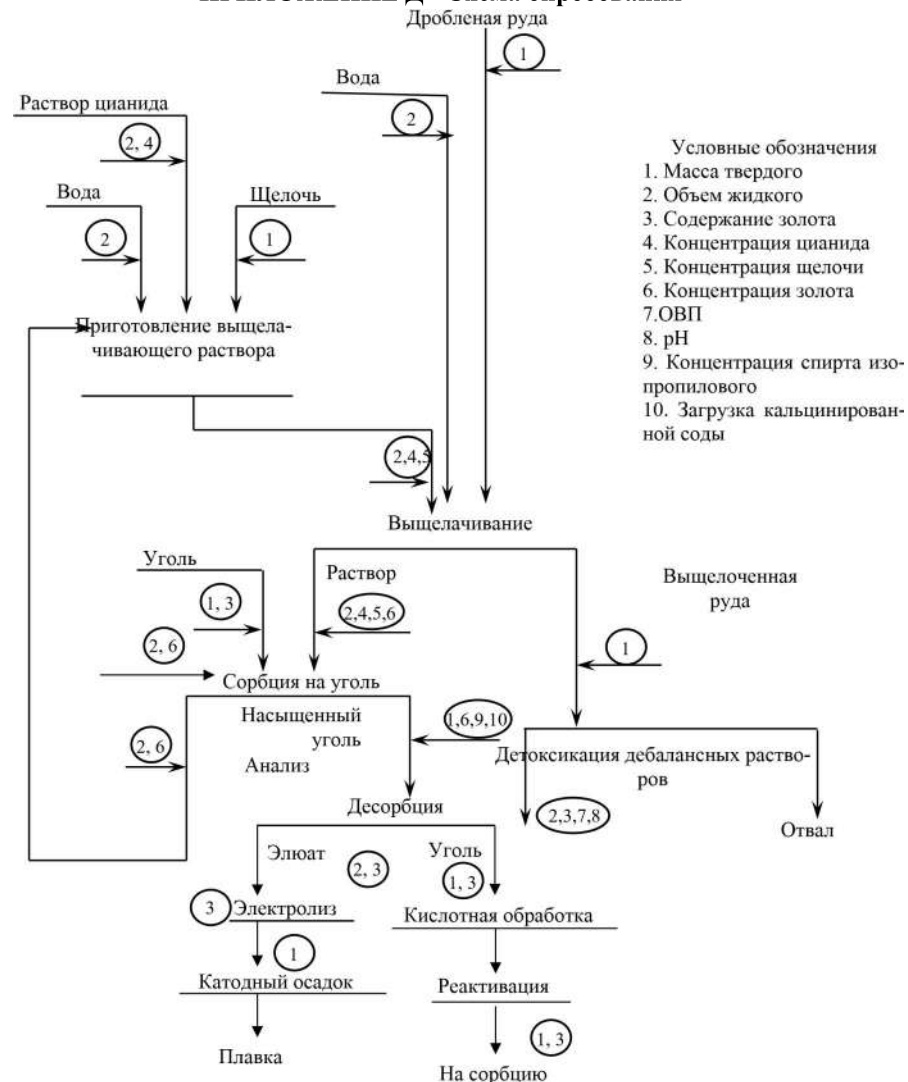 Дробленая руда
1
Вода
2
Раствор цианида
2, 4
Вода
Щелочь
2
1
Условные обозначения
1. Масса твердого
2. Объем жидкого
3. Содержание золота
4. Концентрация цианида
5. Концентрация щелочи
6. Концентрация золота
7.ОВП
8. pH
9. Концентрация спирта изо-
пропилового
10. Загрузка кальцинирован-
ной соды
Приготовление выщела-
чивающего раствора
2,4,5
Выщелачивание
Уголь
1, 3
Раствор
2,4,5,6
Выщелоченная
руда
2, 6
1
Сорбция на уголь
Насыщенный
уголь
1,6,9,10
2, 6
Анализ
Детоксикация дебалансных раство-
ров
Десорбция
2,3,7,8
Отвал
Элюат
2, 3
Уголь
1, 3
3
Электролиз
Кислотная обработка
1
Катодный осадок
Реактивация
1, 3
Плавка
На сорбцию